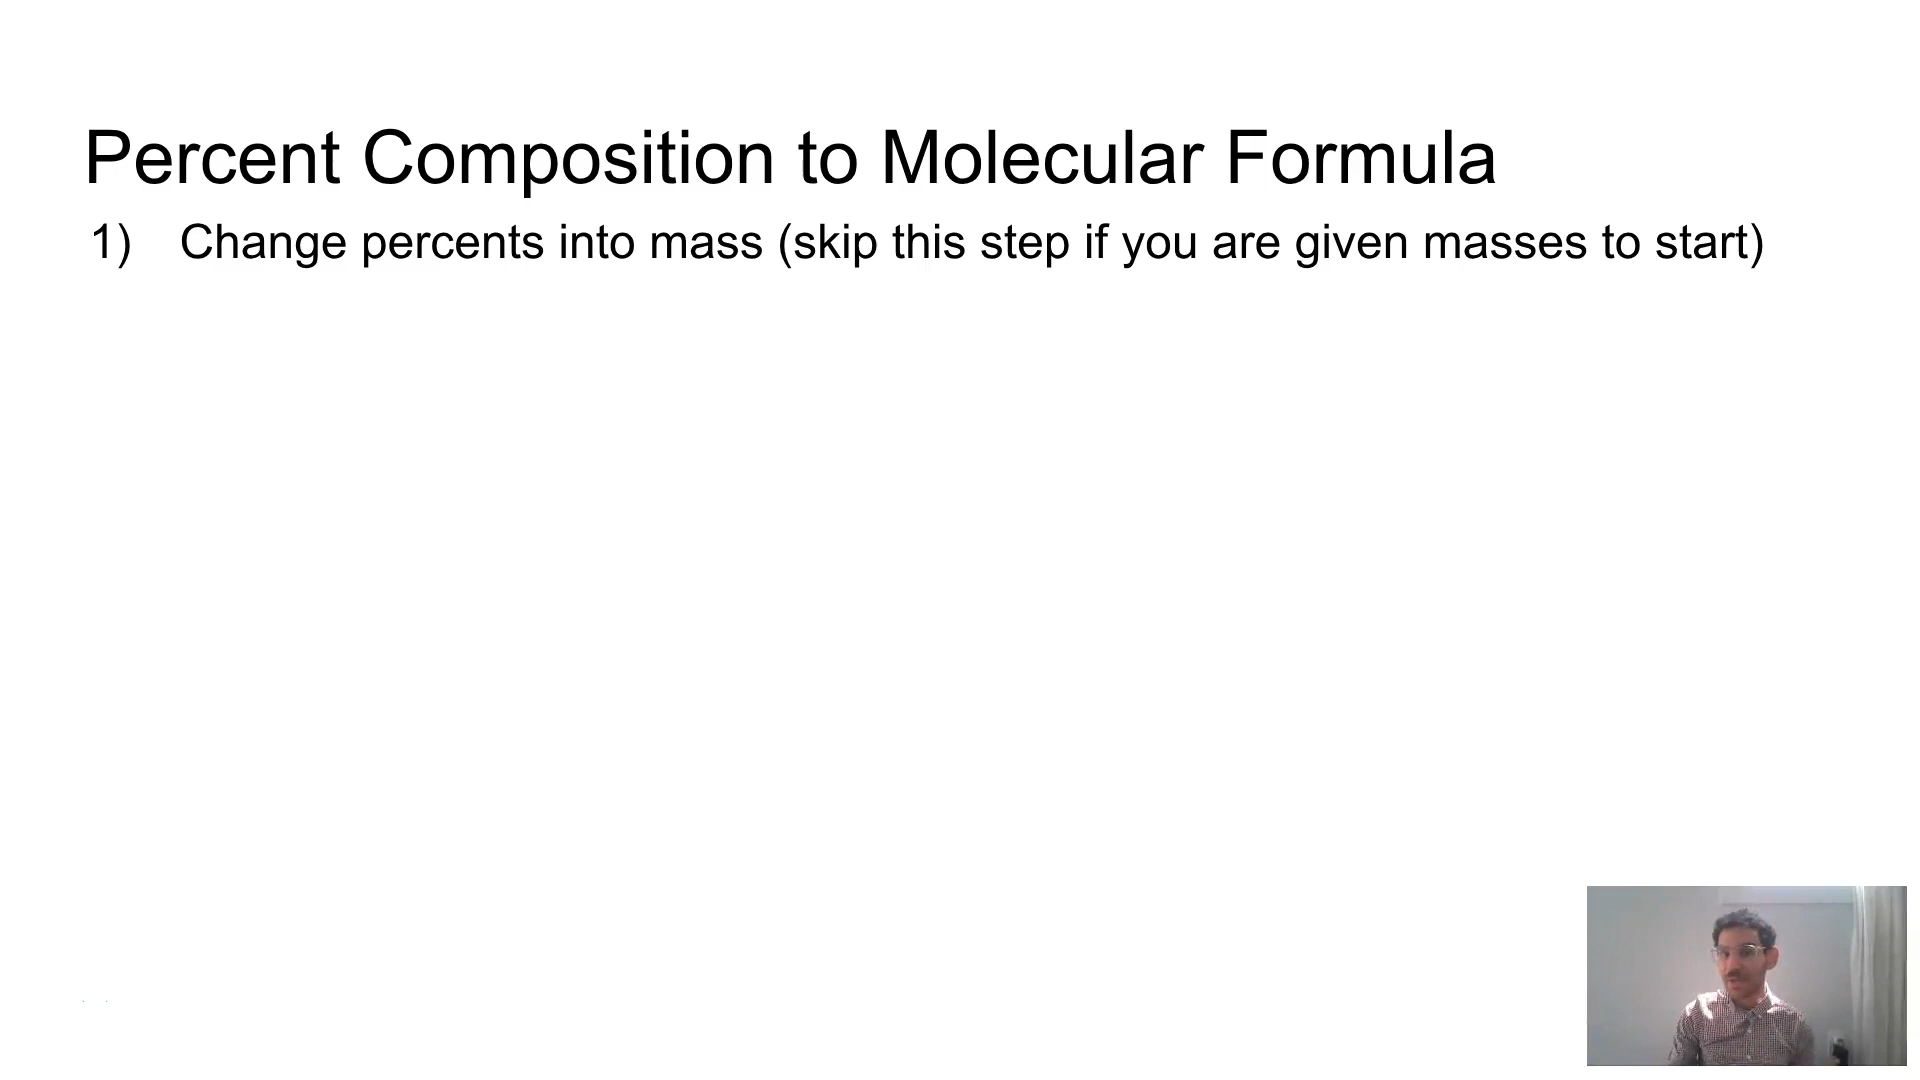 Percent Composition to Molecular Formula
1) Change percents into mass (skip this step if you are given masses to start)